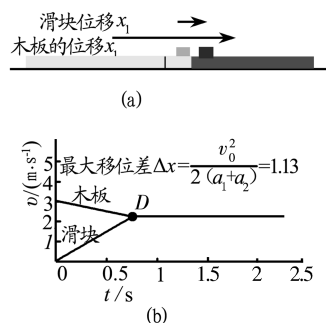 滑块位移x₁
木板的位移x₁
(a)
v/(m·s⁻¹)
最大移位差Δx=v₀²/2(a₁+a₂)=1.13
5
4
3
2
1
木板
D
滑块
0 0.5 1 1.5 2 2.5
t/s
(b)